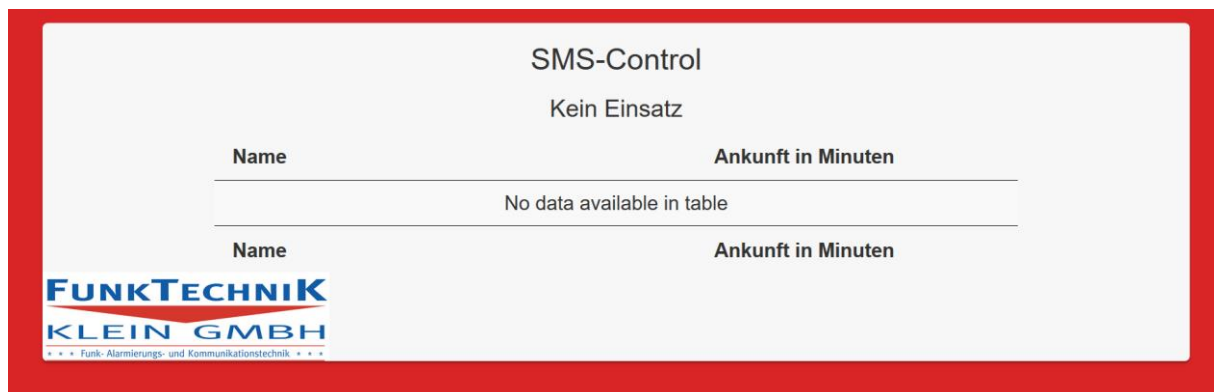 SMS-Control
Kein Einsatz
Name Ankunft in Minuten
No data available in table
Name Ankunft in Minuten
FUNKTECHNIK
KLEIN GMBH
• • • Funk- Alarmierungs- und Kommunikationstechnik • • •